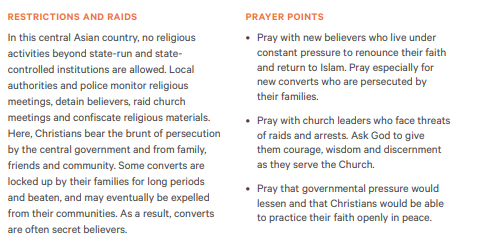 RESTRICTIONS AND RAIDS
In this central Asian country, no religious
activities beyond state-run and state-
controlled institutions are allowed. Local
authorities and police monitor religious
meetings, detain believers, raid church
meetings and confiscate religious materials.
Here, Christians bear the brunt of persecution
by the central government and from family,
friends and community. Some converts are
locked up by their families for long periods
and beaten, and may eventually be expelled
from their communities. As a result, converts
are often secret believers.
PRAYER POINTS
• Pray with new believers who live under
constant pressure to renounce their faith
and return to Islam. Pray especially for
new converts who are persecuted by
their families.
• Pray with church leaders who face threats
of raids and arrests. Ask God to give
them courage, wisdom and discernment
as they serve the Church.
• Pray that governmental pressure would
lessen and that Christians would be able
to practice their faith openly in peace.